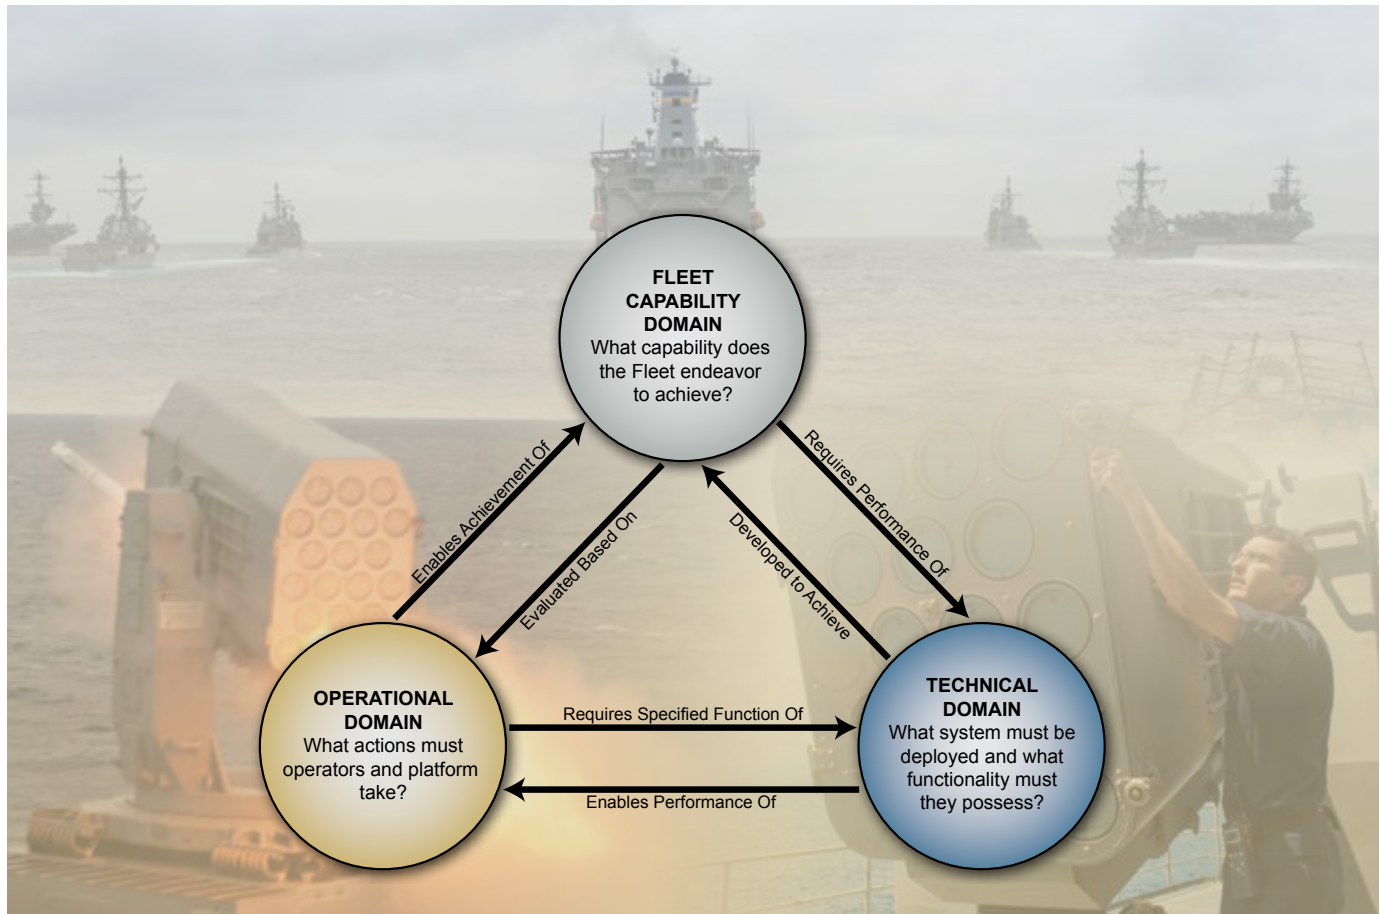 FLEET
CAPABILITY
DOMAIN
What capability does
the Fleet endeavor
to achieve?
Enables Achievement Of
Evaluated Based On
Developed to Achieve
Requires Performance Of
OPERATIONAL
DOMAIN
What actions must
operators and platform
take?
Requires Specified Function Of
Enables Performance Of
TECHNICAL
DOMAIN
What system must be
deployed and what
functionality must
they possess?